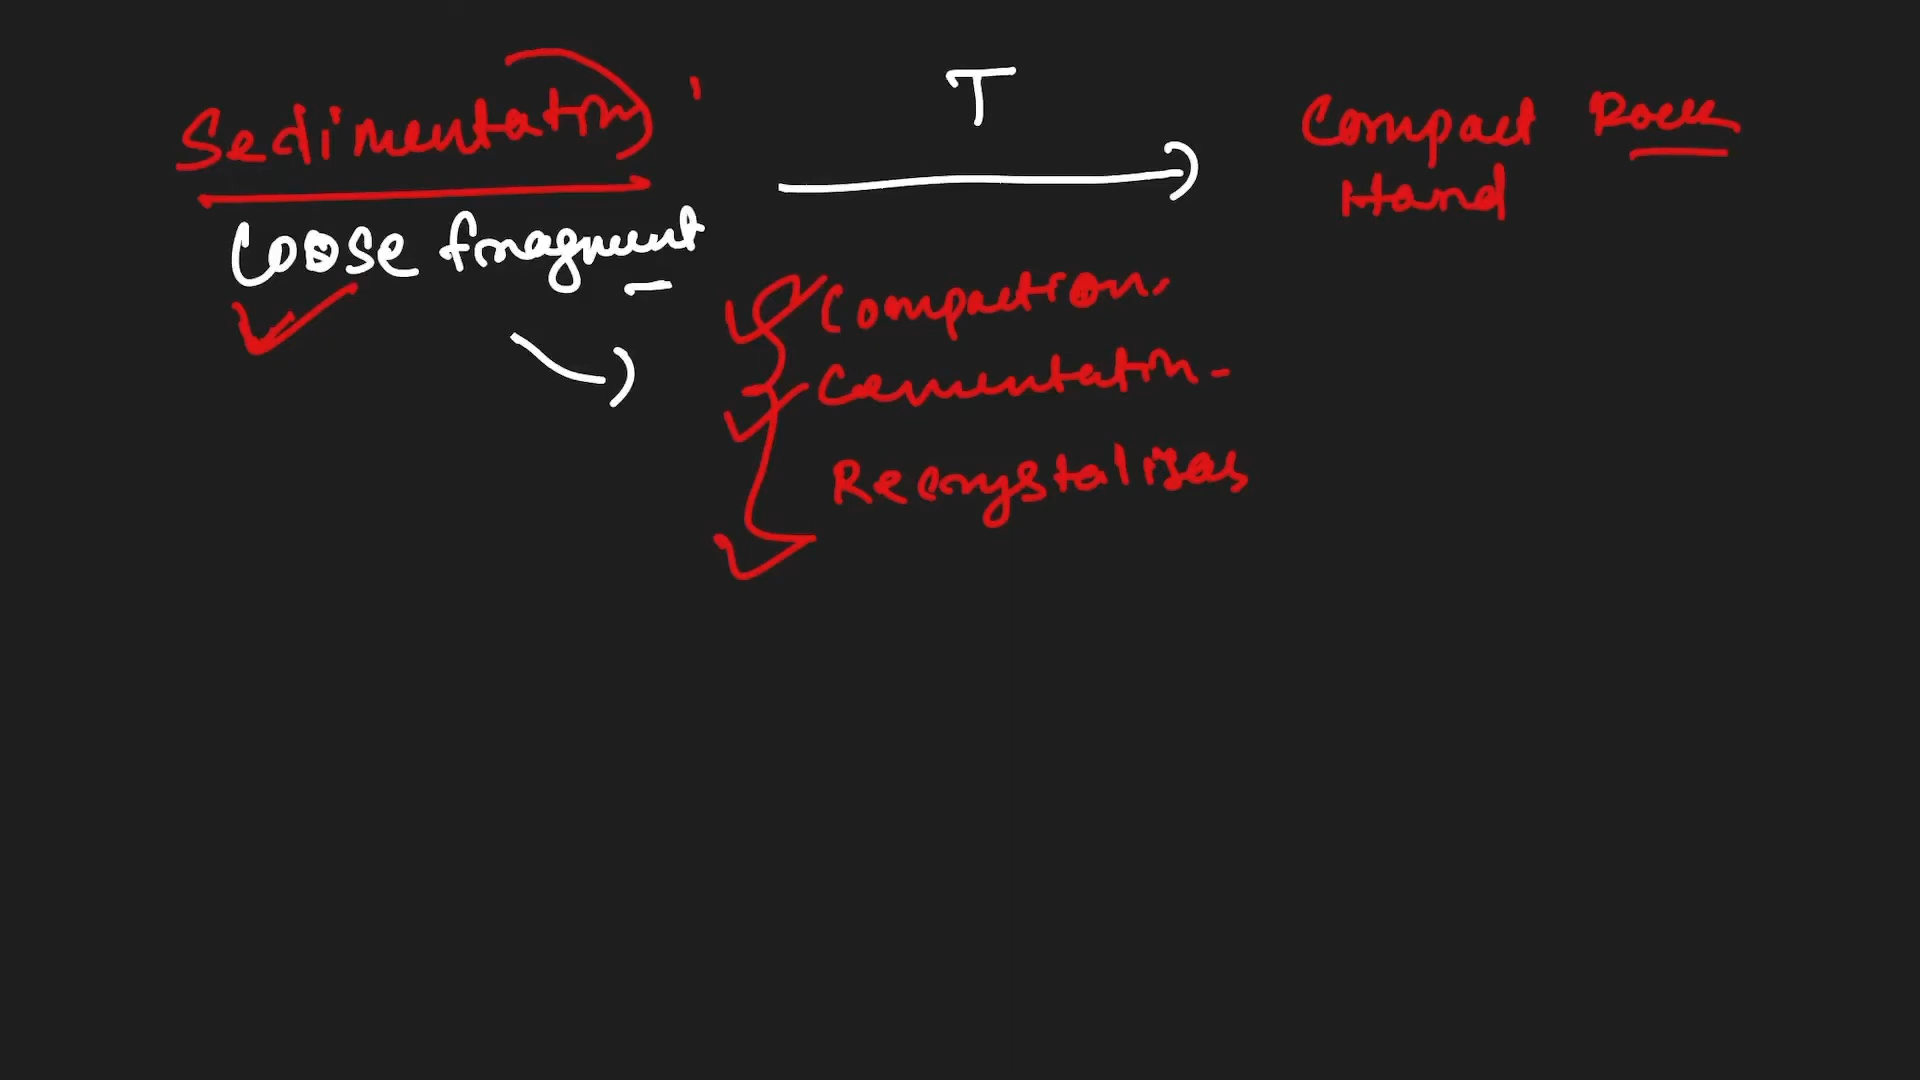 Sedimentation
T
Compact Rock
Hard
Loose fragment
Compaction.
Cementation -
Recrystalisas